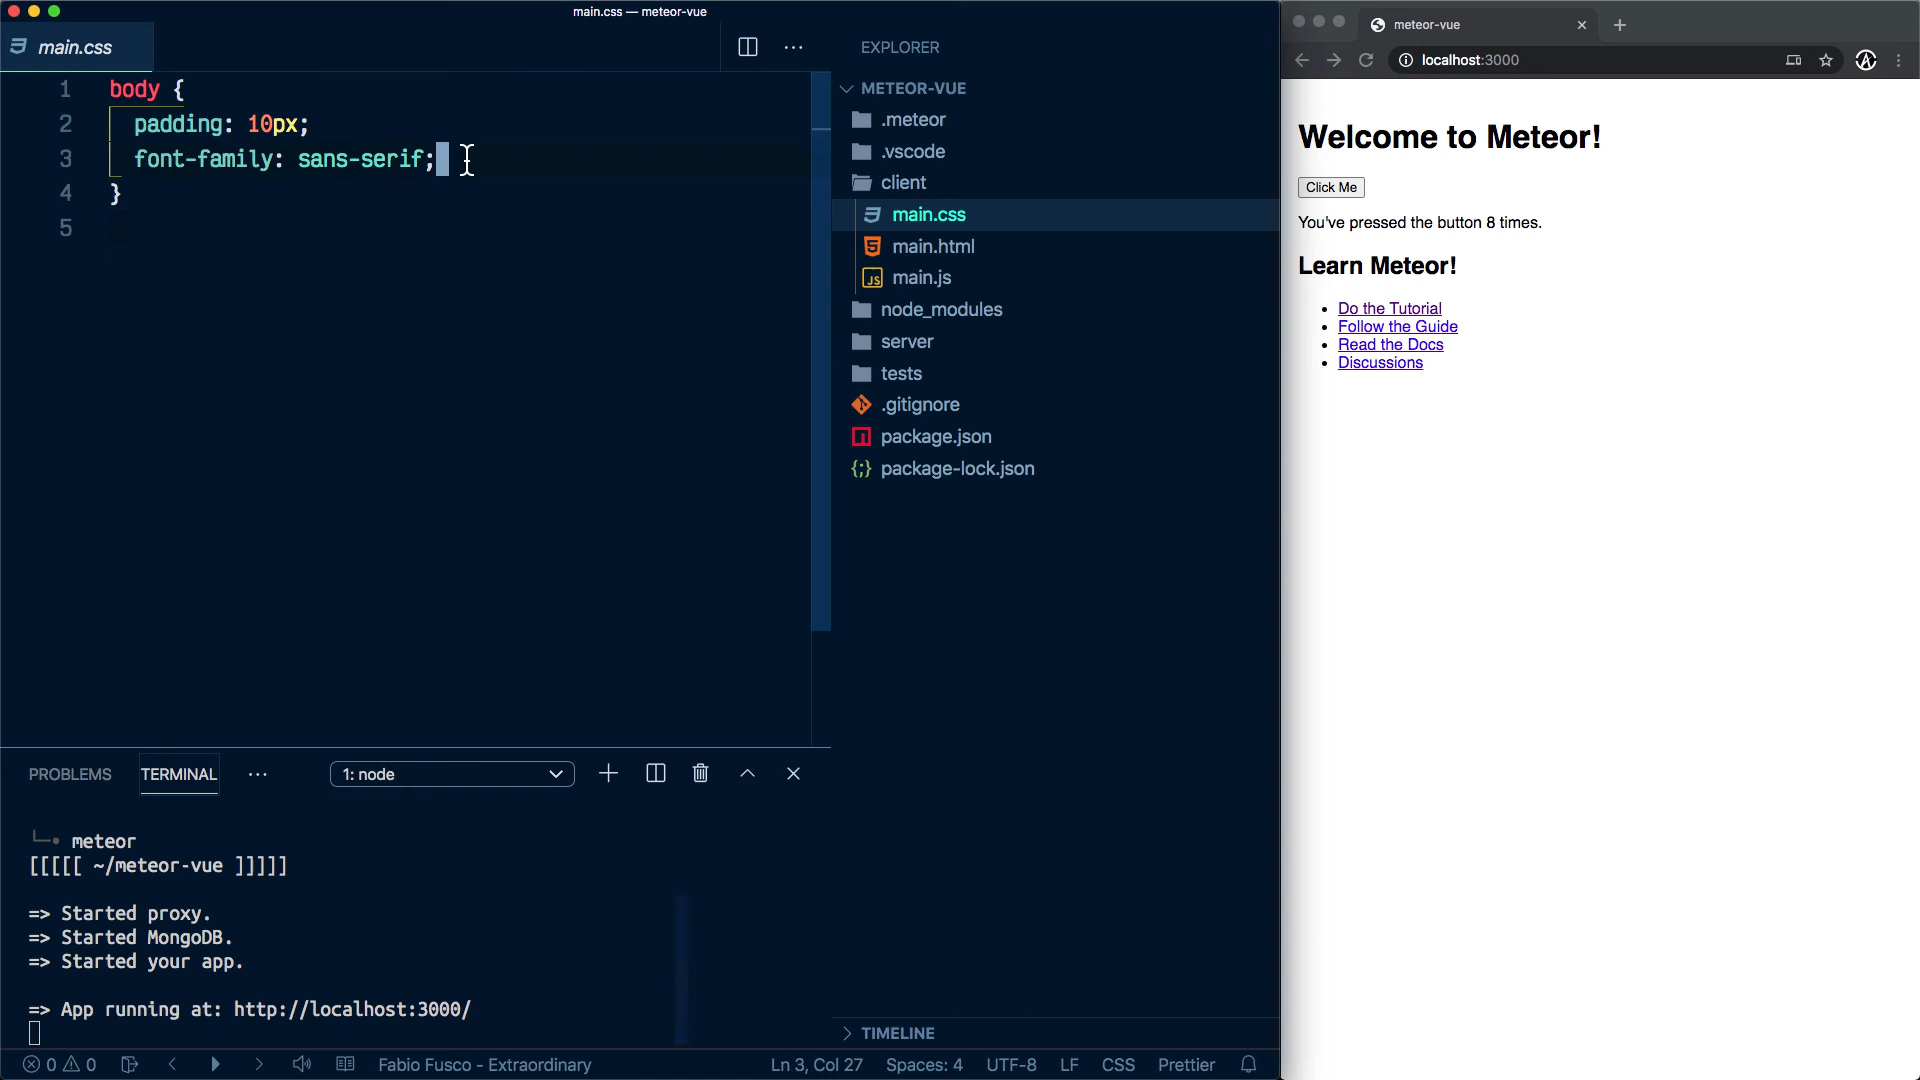 main.css — meteor-vue
main.css
1 body {
2 padding: 10px;
3 font-family: sans-serif;
4 }
5
EXPLORER
METEOR-VUE
.meteor
.vscode
client
main.css
main.html
main.js
node_modules
server
tests
.gitignore
package.json
package-lock.json
TIMELINE
PROBLEMS TERMINAL 1: node
meteor
[[[[[ ~/meteor-vue ]]]]]
=> Started proxy.
=> Started MongoDB.
=> Started your app.
=> App running at: http://localhost:3000/
0 0 Fabio Fusco - Extraordinary Ln 3, Col 27 Spaces: 4 UTF-8 LF CSS Prettier
meteor-vue
localhost:3000
Welcome to Meteor!
Click Me
You've pressed the button 8 times.
Learn Meteor!
Do the Tutorial
Follow the Guide
Read the Docs
Discussions